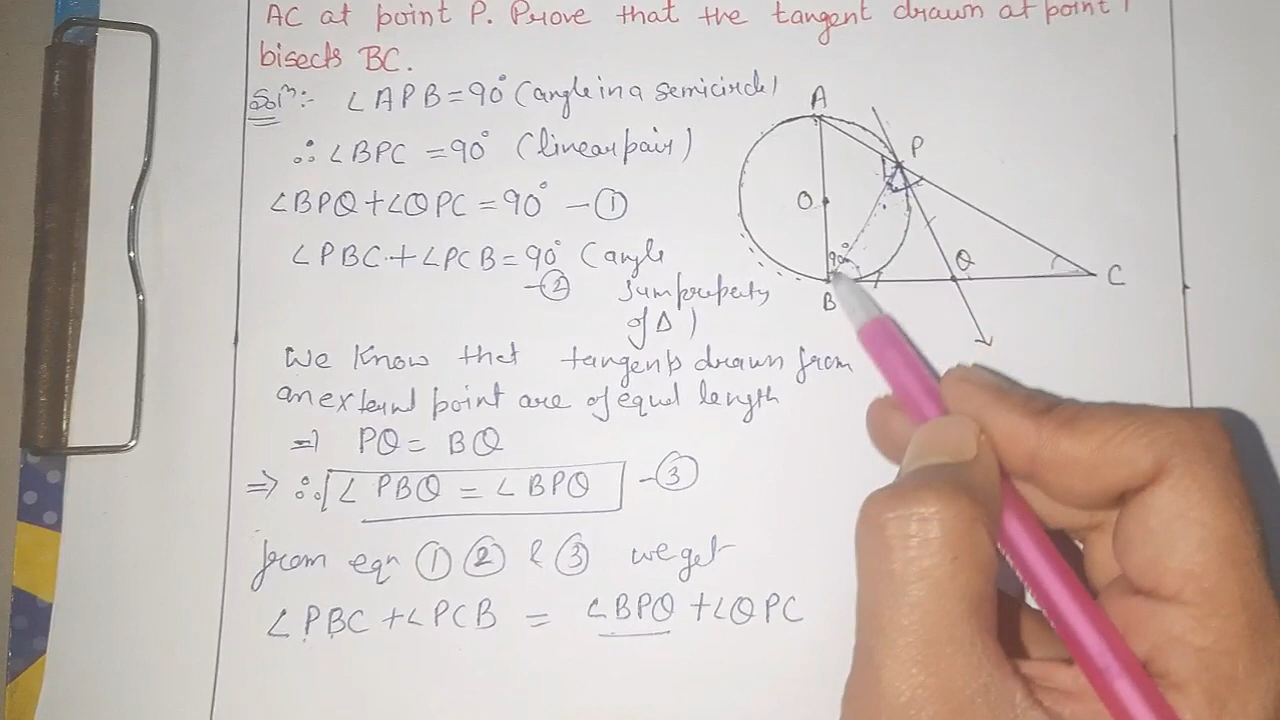 AC at point P. Prove that the tangent drawn at point P
bisects BC.
Solⁿ:- ∠APB=90° (angle in a semicircle)
∴ ∠BPC = 90° (linear pair)
∠BPQ+∠QPC=90° -①
∠PBC+∠PCB=90° (angle
-② sum property
of Δ)
We Know that tangents drawn from
an external point are of equal length
⇒ PQ= BQ
⇒ ∴ ∠PBQ = ∠BPQ -③
from eqn ① ② & ③ we get
∠PBC +∠PCB = ∠BPQ +∠QPC
A
P
O
90°
Q
B
C